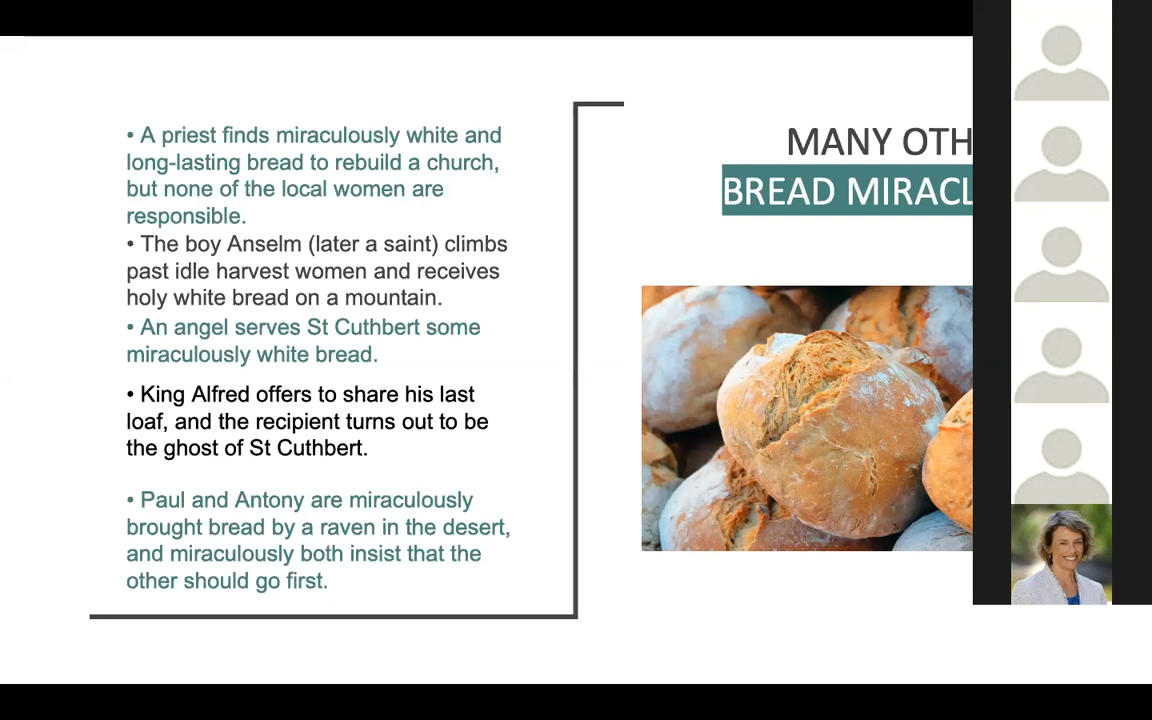 • A priest finds miraculously white and
long-lasting bread to rebuild a church,
but none of the local women are
responsible.
• The boy Anselm (later a saint) climbs
past idle harvest women and receives
holy white bread on a mountain.
• An angel serves St Cuthbert some
miraculously white bread.
• King Alfred offers to share his last
loaf, and the recipient turns out to be
the ghost of St Cuthbert.
• Paul and Antony are miraculously
brought bread by a raven in the desert,
and miraculously both insist that the
other should go first.
MANY OTH
BREAD MIRACL